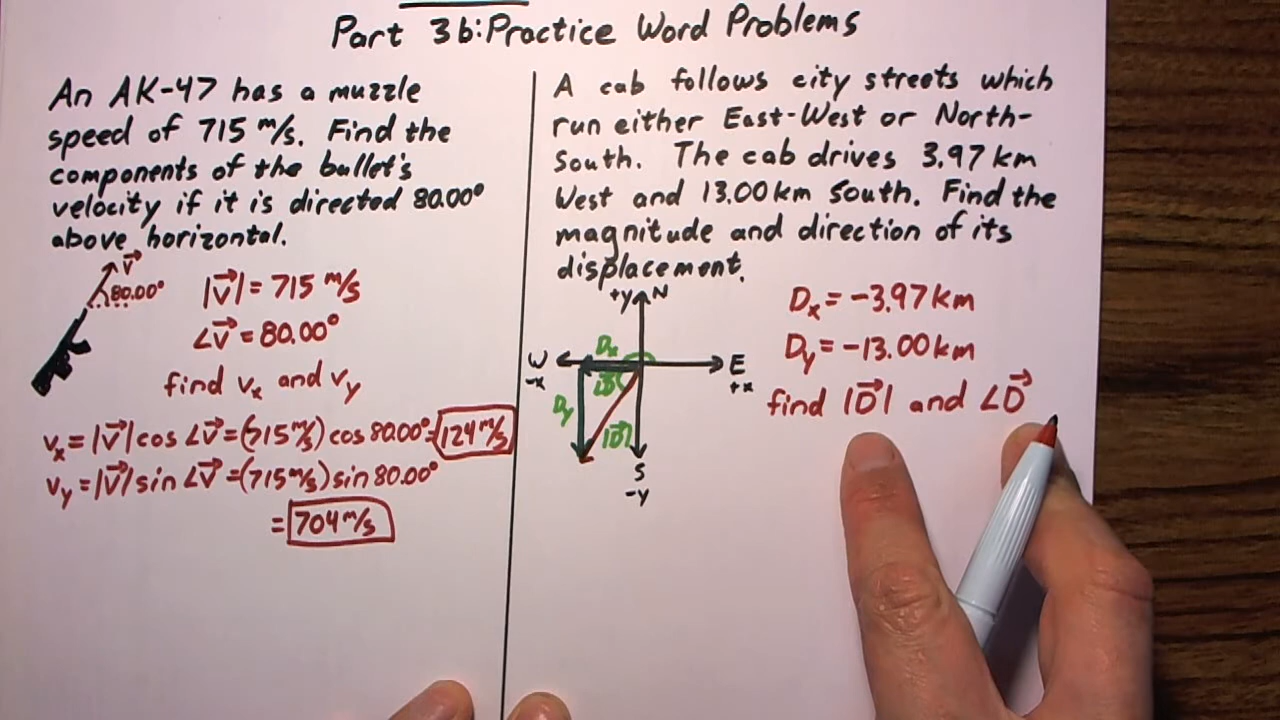 Part 3b: Practice Word Problems
An AK-47 has a muzzle
speed of 715 m/s. Find the
components of the bullet's
velocity if it is directed 80.00°
above horizontal.
V⃗
80.00°
|V⃗| = 715 m/s
∠V⃗ = 80.00°
find vx and vy
vx = |V⃗| cos ∠V⃗ = (715 m/s) cos 80.00° = 124 m/s
vy = |V⃗| sin ∠V⃗ = (715 m/s) sin 80.00°
= 704 m/s
A cab follows city streets which
run either East-West or North-
South. The cab drives 3.97 km
West and 13.00 km South. Find the
magnitude and direction of its
displacement.
+y N
W
-x
E
+x
S
-y
Dx
Dy
|D⃗|
Dx = -3.97 km
Dy = -13.00 km
find |D⃗| and ∠D⃗